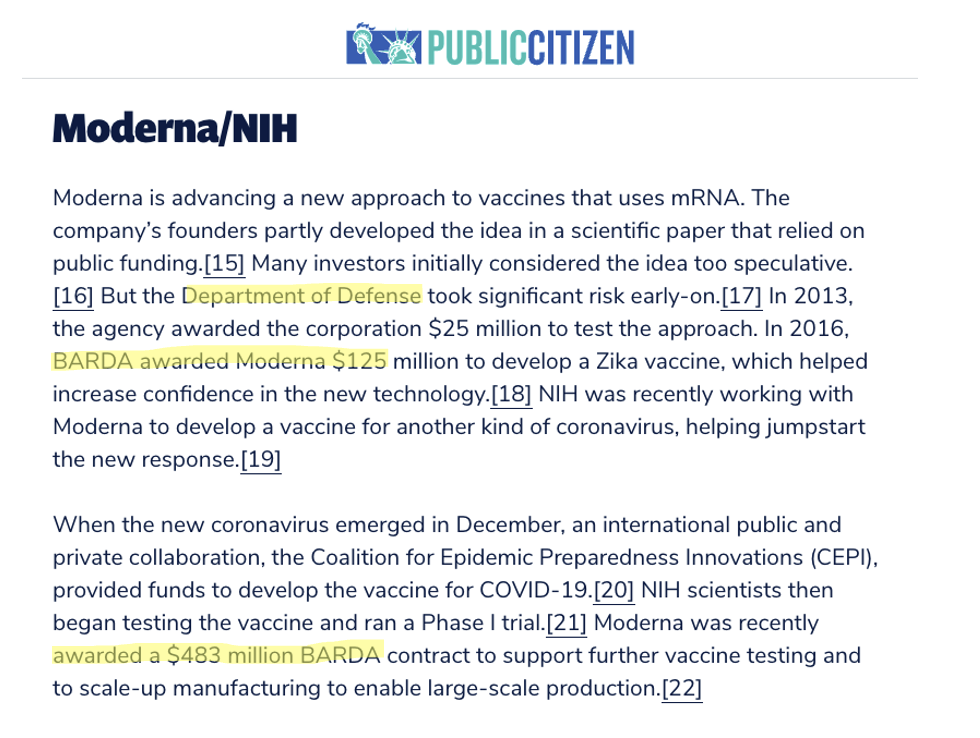 PUBLICCITIZEN
Moderna/NIH
Moderna is advancing a new approach to vaccines that uses mRNA. The
company’s founders partly developed the idea in a scientific paper that relied on
public funding.[15] Many investors initially considered the idea too speculative.
[16] But the Department of Defense took significant risk early-on.[17] In 2013,
the agency awarded the corporation $25 million to test the approach. In 2016,
BARDA awarded Moderna $125 million to develop a Zika vaccine, which helped
increase confidence in the new technology.[18] NIH was recently working with
Moderna to develop a vaccine for another kind of coronavirus, helping jumpstart
the new response.[19]
When the new coronavirus emerged in December, an international public and
private collaboration, the Coalition for Epidemic Preparedness Innovations (CEPI),
provided funds to develop the vaccine for COVID-19.[20] NIH scientists then
began testing the vaccine and ran a Phase I trial.[21] Moderna was recently
awarded a $483 million BARDA contract to support further vaccine testing and
to scale-up manufacturing to enable large-scale production.[22]